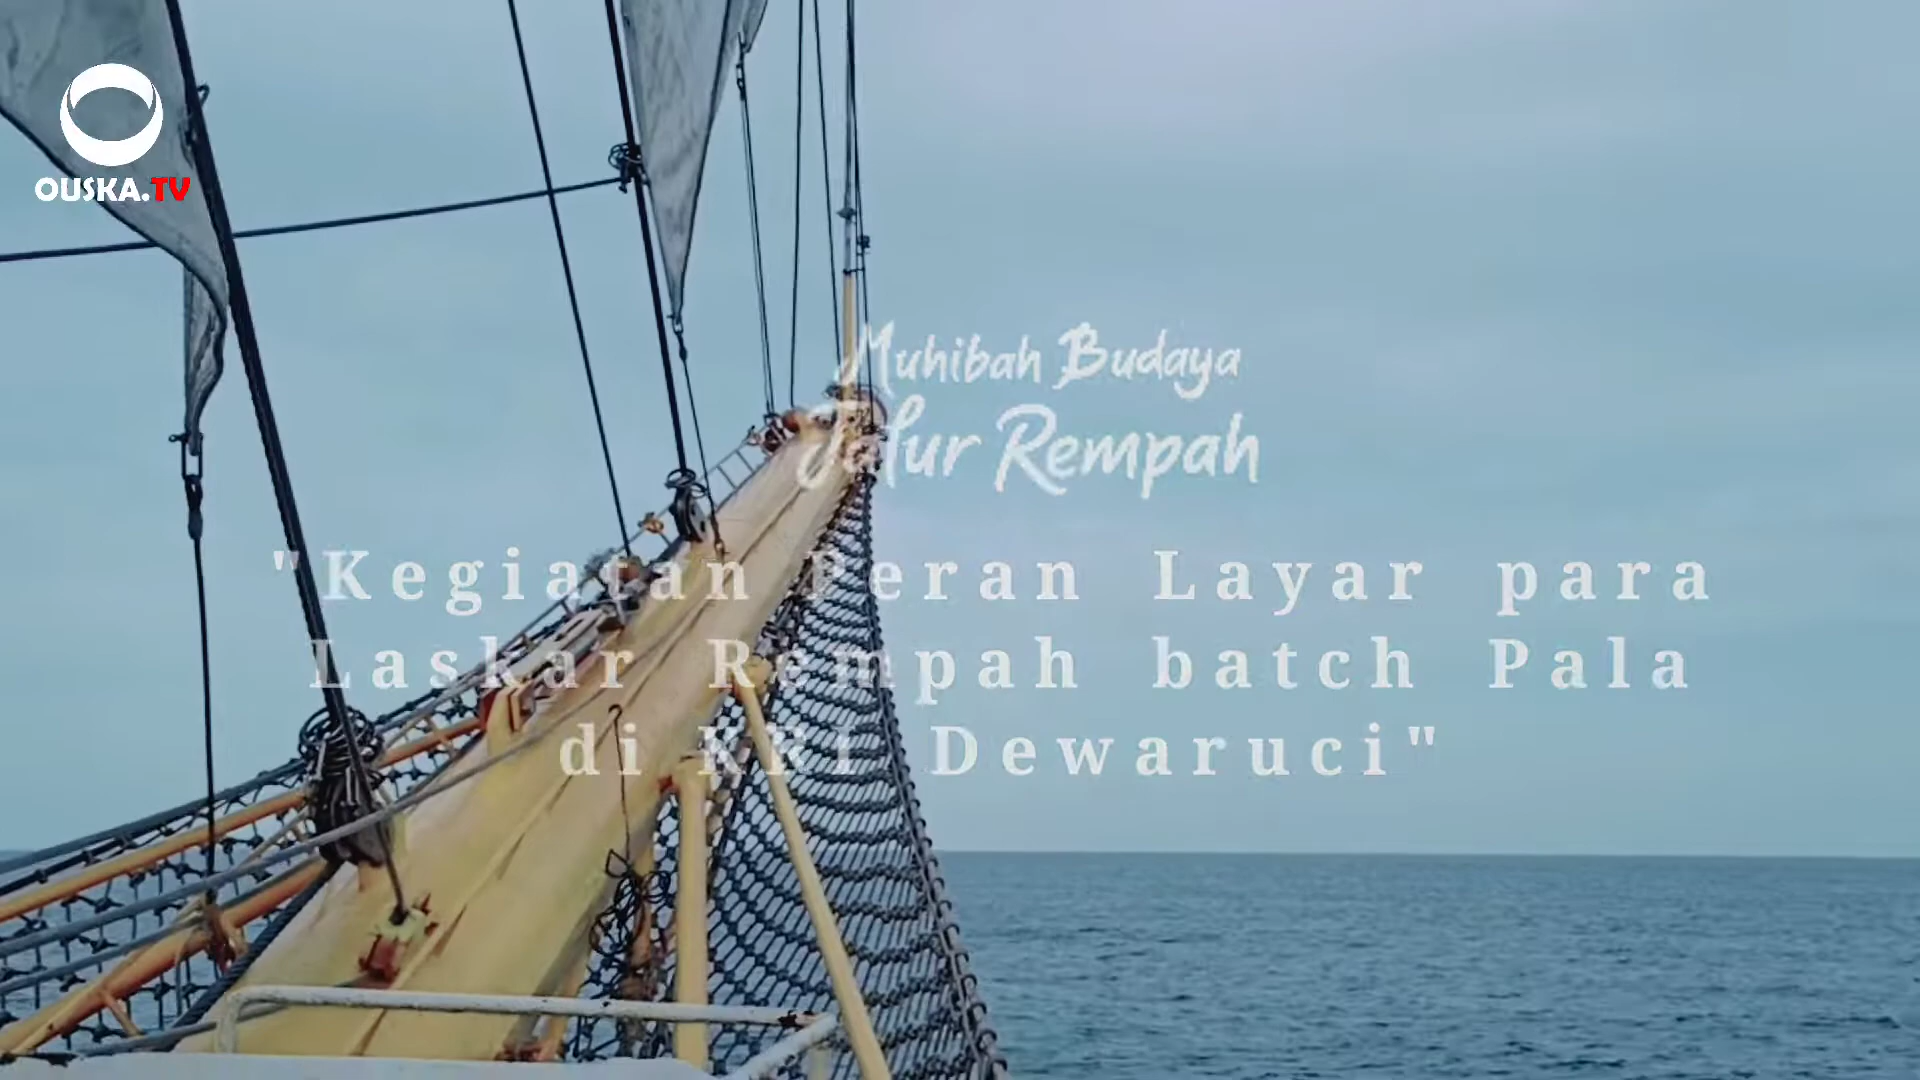 OUSKA.TV
Muhibah Budaya
Jalur Rempah
"Kegiatan Peran Layar para
Laskar Rempah batch Pala
di KRI Dewaruci"